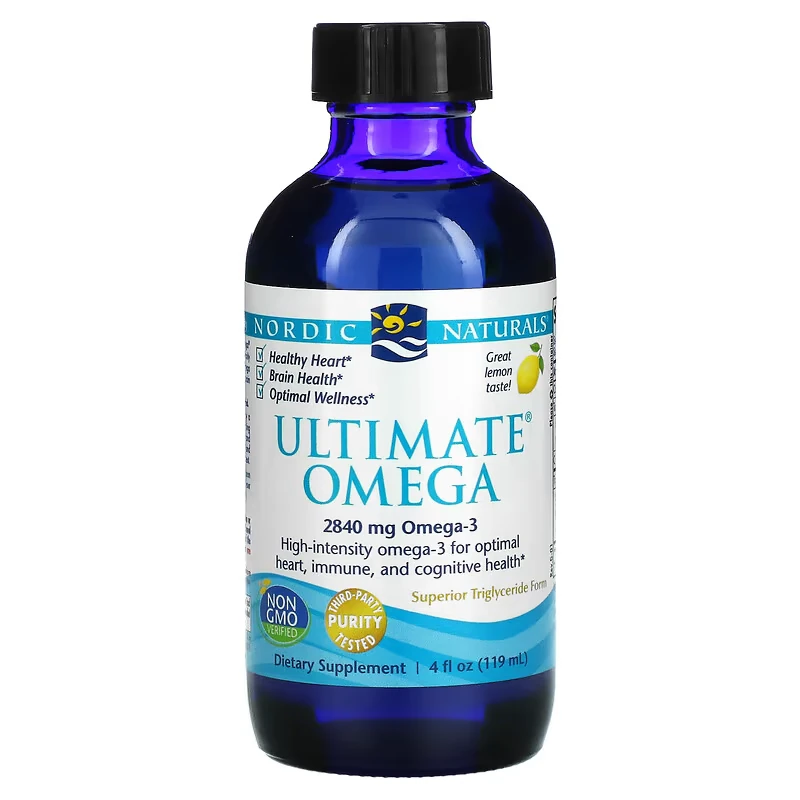 NORDIC NATURALS®
Healthy Heart*
Brain Health*
Optimal Wellness*
Great
lemon
taste!
ULTIMATE®
OMEGA
2840 mg Omega-3
High-intensity omega-3 for optimal
heart, immune, and cognitive health*
Superior Triglyceride Form
NON
GMO
VERIFIED
THIRD-PARTY
PURITY
TESTED
Dietary Supplement | 4 fl oz (119 mL)